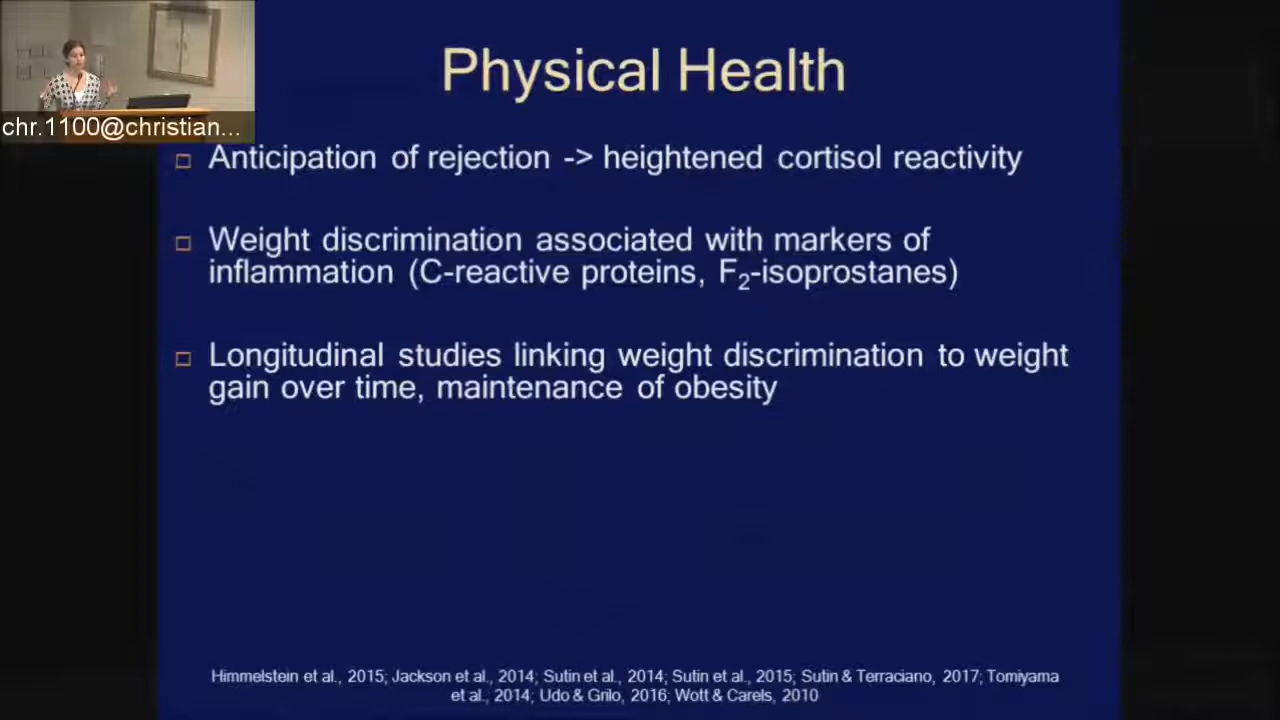 Physical Health
chr.1100@christian...
□ Anticipation of rejection -> heightened cortisol reactivity
□ Weight discrimination associated with markers of
inflammation (C-reactive proteins, F₂-isoprostanes)
□ Longitudinal studies linking weight discrimination to weight
gain over time, maintenance of obesity
Himmelstein et al., 2015; Jackson et al., 2014; Sutin et al., 2014; Sutin et al., 2015; Sutin & Terraciano, 2017; Tomiyama
et al., 2014; Udo & Grilo, 2016; Wott & Carels, 2010